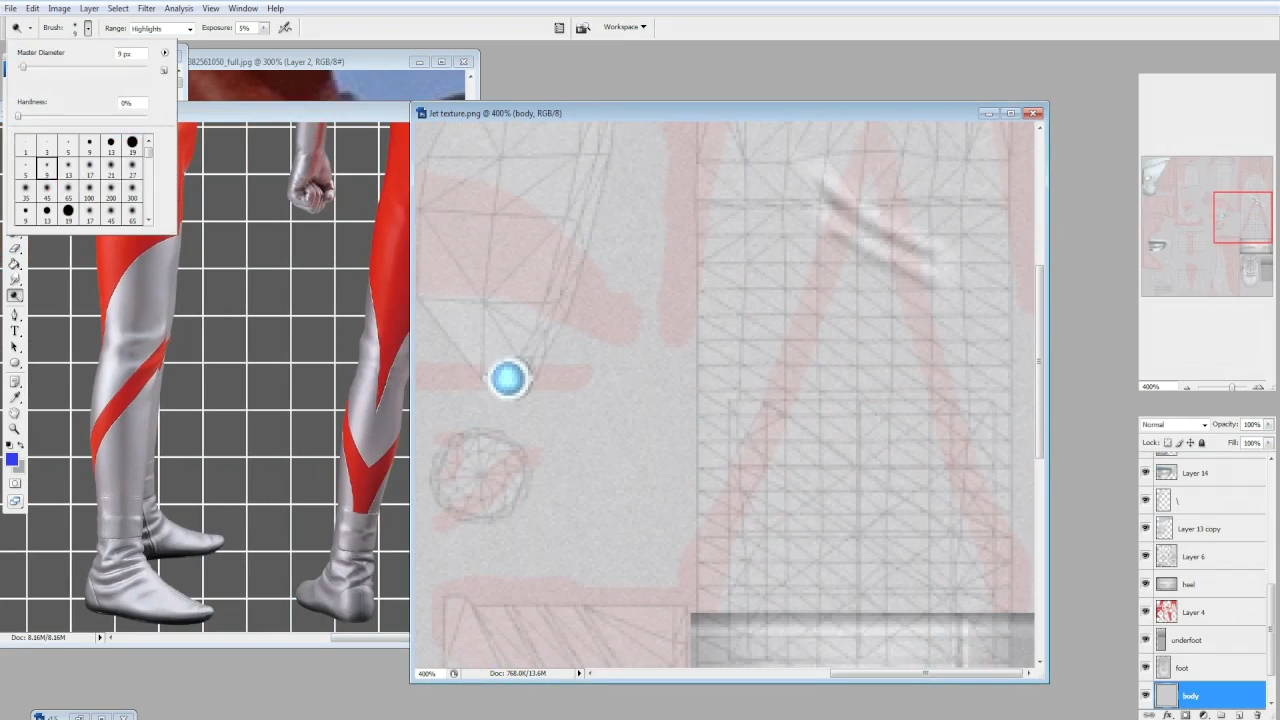 File Edit Image Layer Select Filter Analysis View Window Help
Brush: 9 Range: Highlights Exposure: 5% Workspace
Master Diameter 9 px
Hardness: 0%
1 3 5 9 13 19
5 9 13 17 21 27
35 45 65 100 200 300
9 13 19 17 45 65
382561050_full.jpg @ 300% (Layer 2, RGB/8#)
Jet texture.png @ 400% (body, RGB/8)
400%
Normal Opacity: 100%
Lock: Fill: 100%
Layer 14
\
Layer 13 copy
Layer 6
heel
Layer 4
underfoot
foot
body
Doc: 8.16M/8.16M
400% Doc: 768.0K/13.6M